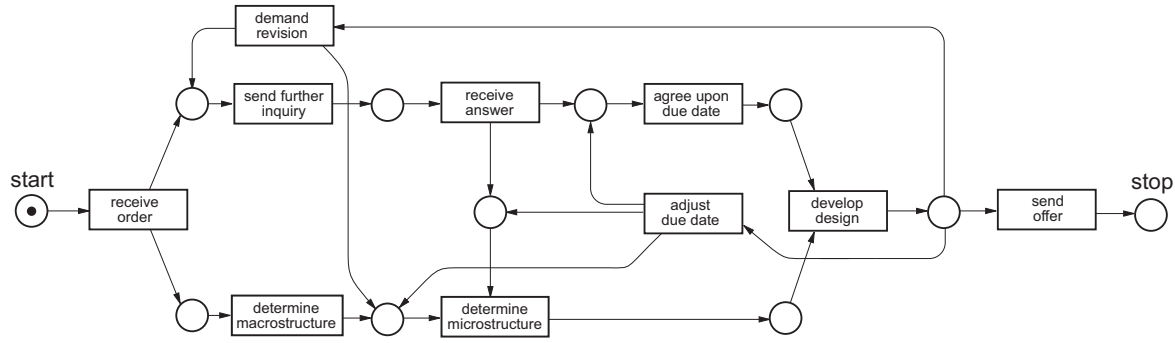 demand
revision
send further
inquiry
receive
answer
agree upon
due date
start
receive
order
adjust
due date
develop
design
send
offer
stop
determine
macrostructure
determine
microstructure